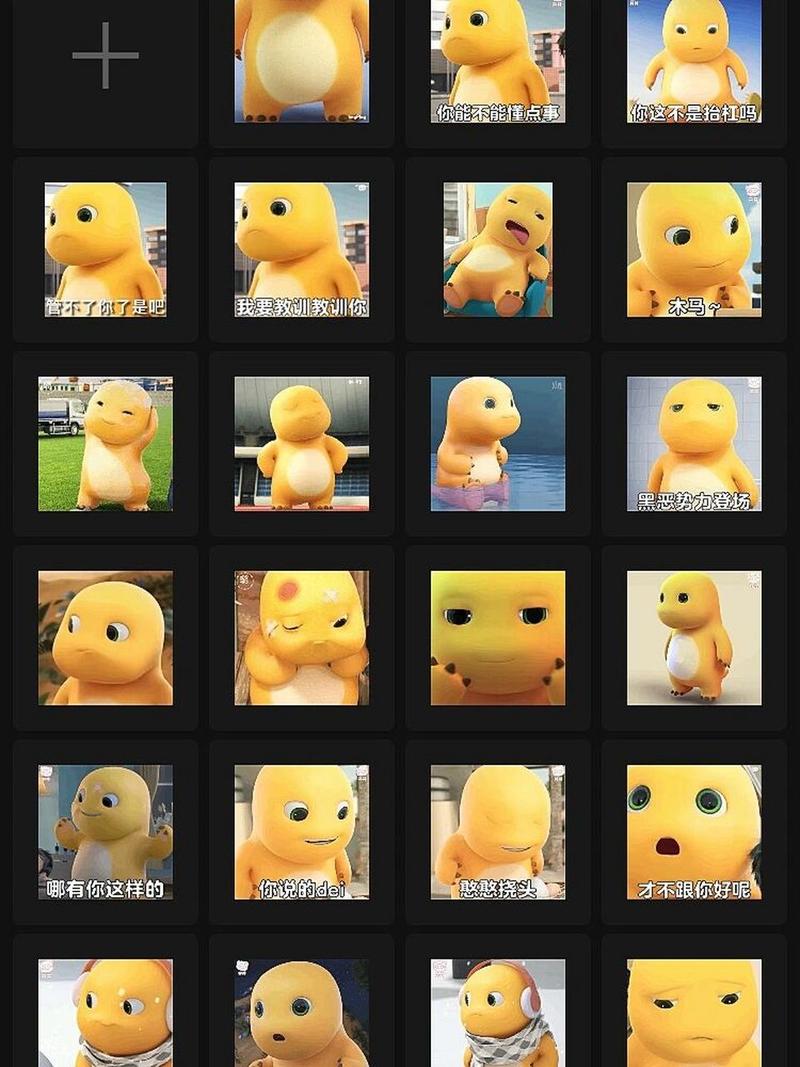 你能不能懂点事
你这不是抬杠吗
管不了你了是吧
我要教训教训你
木马~
黑恶势力登场
哪有你这样的
你说的dei
憨憨挠头
才不跟你好呢